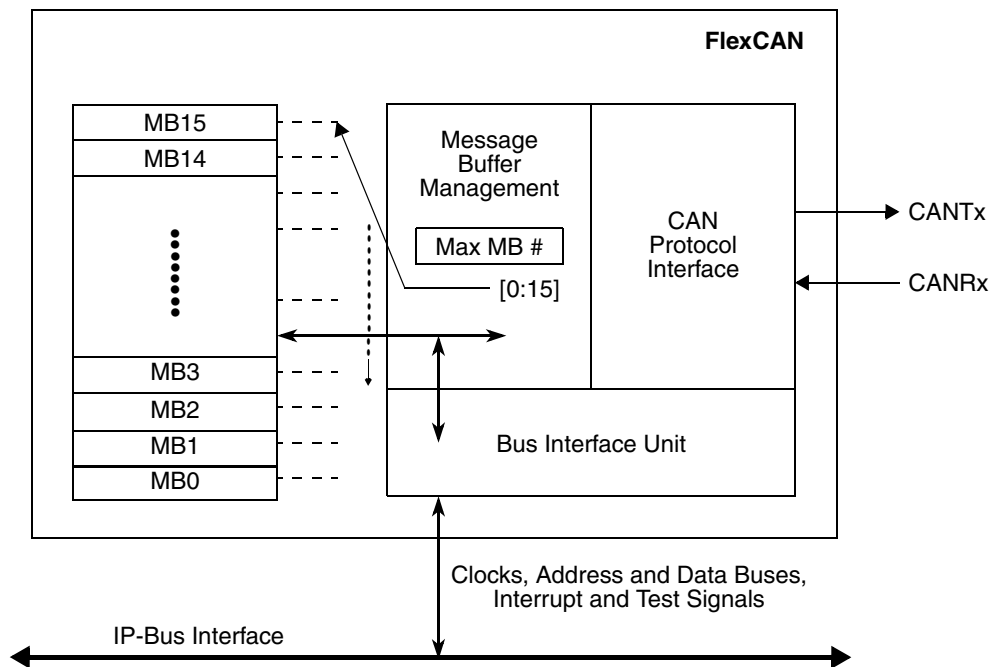 FlexCAN
MB15
MB14
MB3
MB2
MB1
MB0
Message
Buffer
Management
Max MB #
[0:15]
CAN
Protocol
Interface
CANTx
CANRx
Bus Interface Unit
Clocks, Address and Data Buses,
Interrupt and Test Signals
IP-Bus Interface